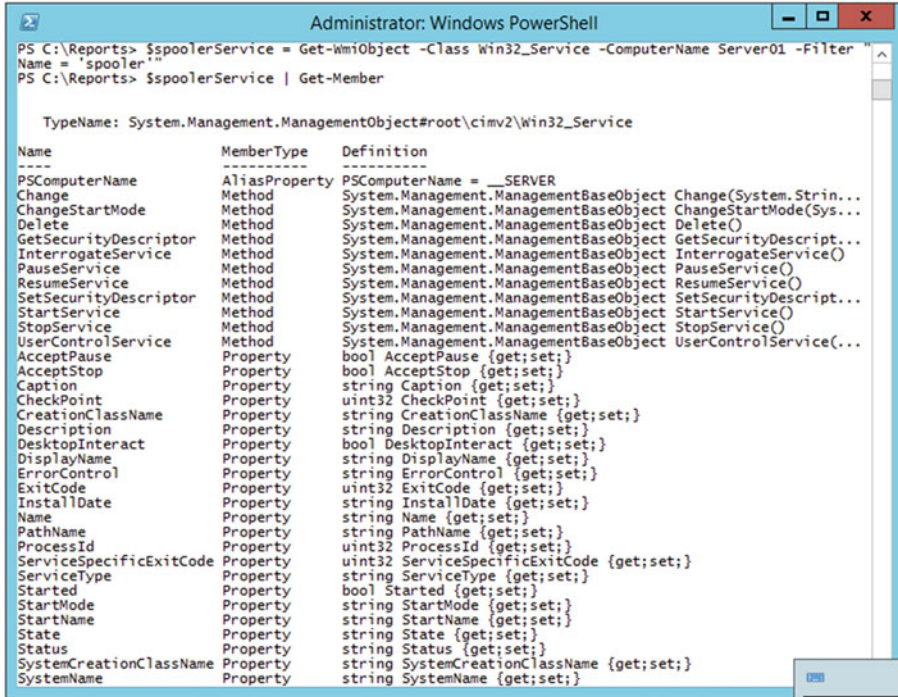 Administrator: Windows PowerShell
PS C:\Reports> $spoolerService = Get-WmiObject -Class Win32_Service -ComputerName Server01 -Filter "
Name = 'spooler'"
PS C:\Reports> $spoolerService | Get-Member
TypeName: System.Management.ManagementObject#root\cimv2\Win32_Service
Name MemberType Definition
---- ---------- ----------
PSComputerName AliasProperty PSComputerName = __SERVER
Change Method System.Management.ManagementBaseObject Change(System.Strin...
ChangeStartMode Method System.Management.ManagementBaseObject ChangeStartMode(Sys...
Delete Method System.Management.ManagementBaseObject Delete()
GetSecurityDescriptor Method System.Management.ManagementBaseObject GetSecurityDescript...
InterrogateService Method System.Management.ManagementBaseObject InterrogateService()
PauseService Method System.Management.ManagementBaseObject PauseService()
ResumeService Method System.Management.ManagementBaseObject ResumeService()
SetSecurityDescriptor Method System.Management.ManagementBaseObject SetSecurityDescript...
StartService Method System.Management.ManagementBaseObject StartService()
StopService Method System.Management.ManagementBaseObject StopService()
UserControlService Method System.Management.ManagementBaseObject UserControlService(...
AcceptPause Property bool AcceptPause {get;set;}
AcceptStop Property bool AcceptStop {get;set;}
Caption Property string Caption {get;set;}
CheckPoint Property uint32 CheckPoint {get;set;}
CreationClassName Property string CreationClassName {get;set;}
Description Property string Description {get;set;}
DesktopInteract Property bool DesktopInteract {get;set;}
DisplayName Property string DisplayName {get;set;}
ErrorControl Property string ErrorControl {get;set;}
ExitCode Property uint32 ExitCode {get;set;}
InstallDate Property string InstallDate {get;set;}
Name Property string Name {get;set;}
PathName Property string PathName {get;set;}
ProcessId Property uint32 ProcessId {get;set;}
ServiceSpecificExitCode Property uint32 ServiceSpecificExitCode {get;set;}
ServiceType Property string ServiceType {get;set;}
Started Property bool Started {get;set;}
StartMode Property string StartMode {get;set;}
StartName Property string StartName {get;set;}
State Property string State {get;set;}
Status Property string Status {get;set;}
SystemCreationClassName Property string SystemCreationClassName {get;set;}
SystemName Property string SystemName {get;set;}